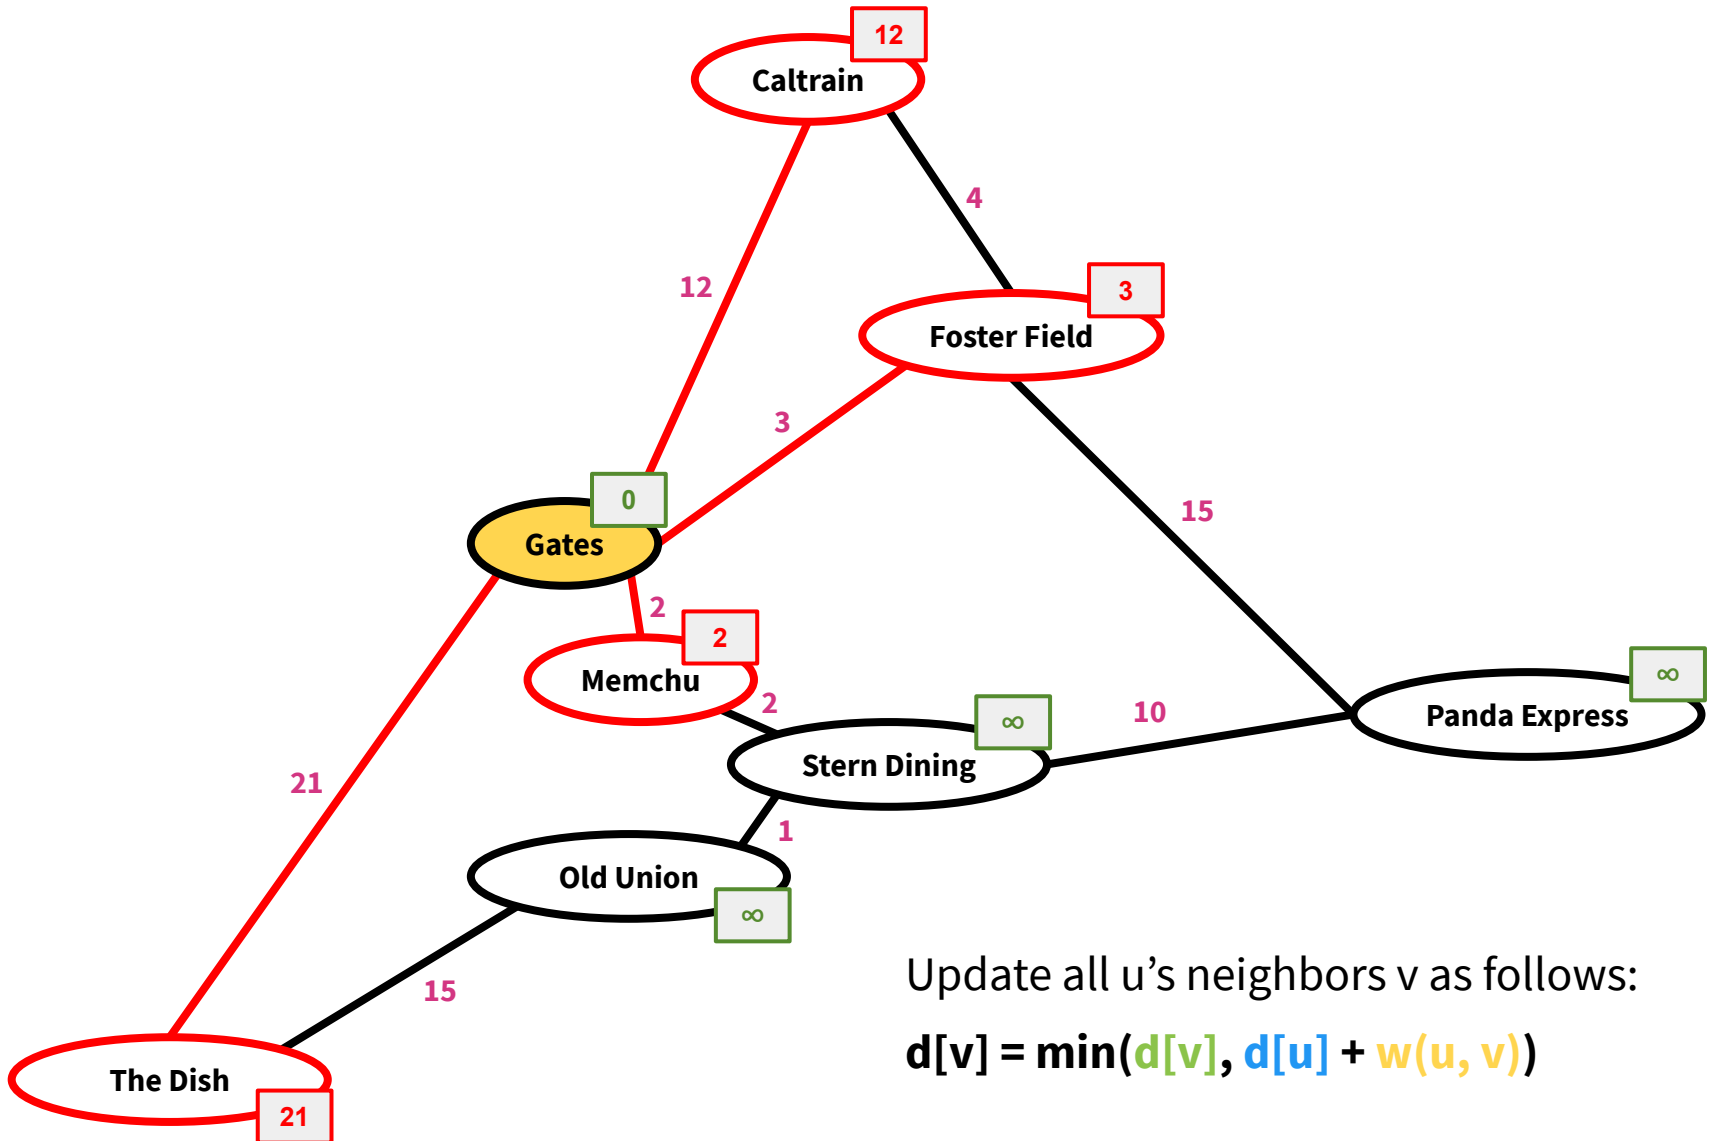 12
Caltrain
4
12
3
Foster Field
3
15
0
Gates
2
2
Memchu
2
∞
Stern Dining
10
∞
Panda Express
21
1
Old Union
∞
15
The Dish
21
Update all u’s neighbors v as follows:
d[v] = min(d[v], d[u] + w(u, v))